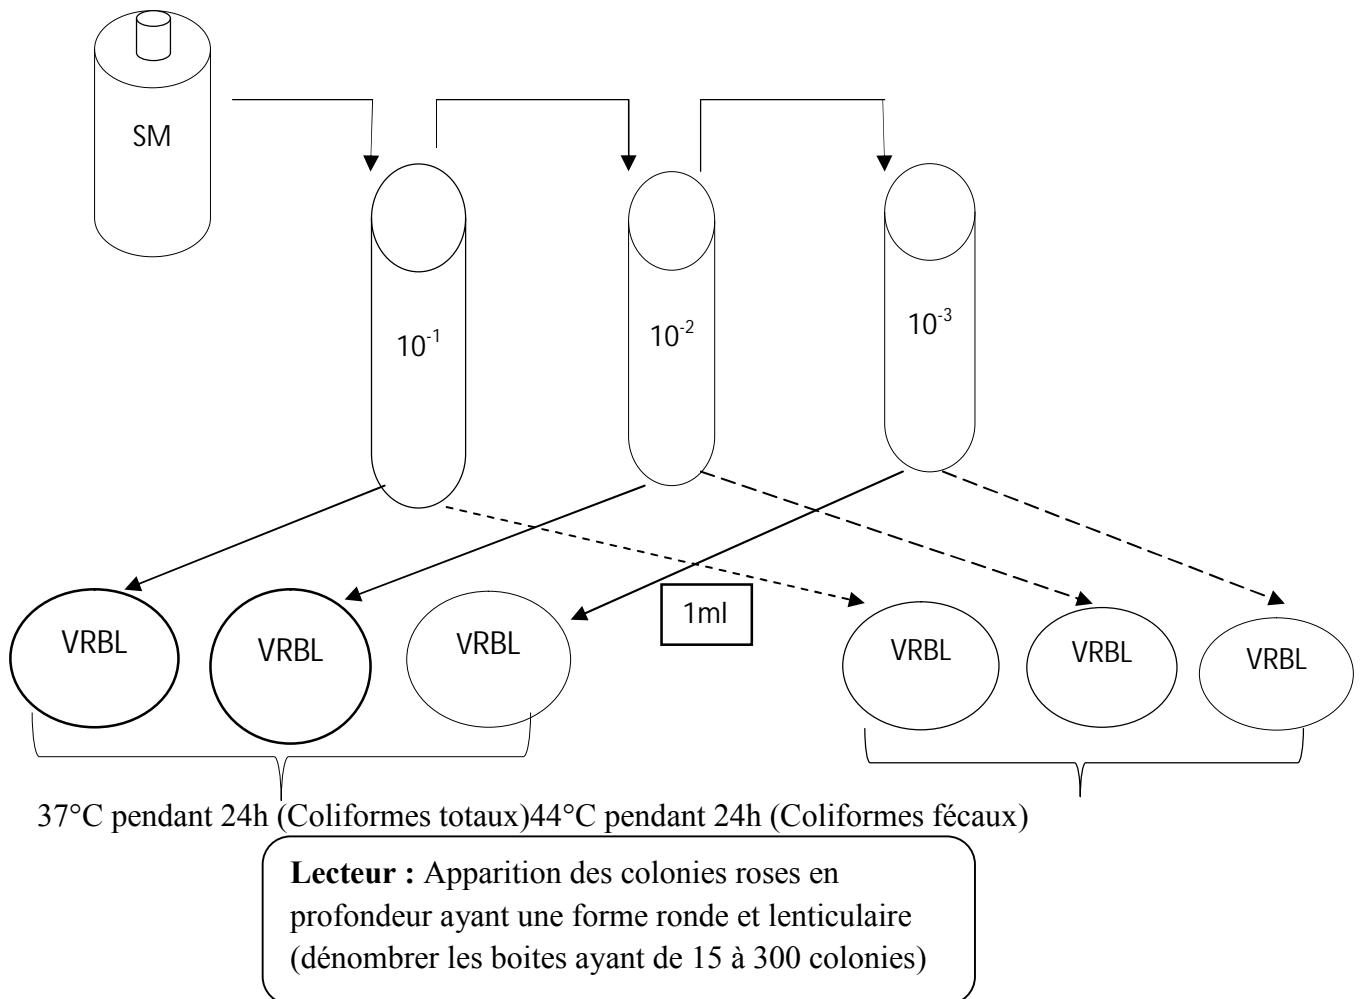 SM
10-1
10-2
10-3
1ml
VRBL
VRBL
VRBL
VRBL
VRBL
VRBL
37°C pendant 24h (Coliformes totaux)44°C pendant 24h (Coliformes fécaux)
Lecteur : Apparition des colonies roses en
profondeur ayant une forme ronde et lenticulaire
(dénombrer les boites ayant de 15 à 300 colonies)